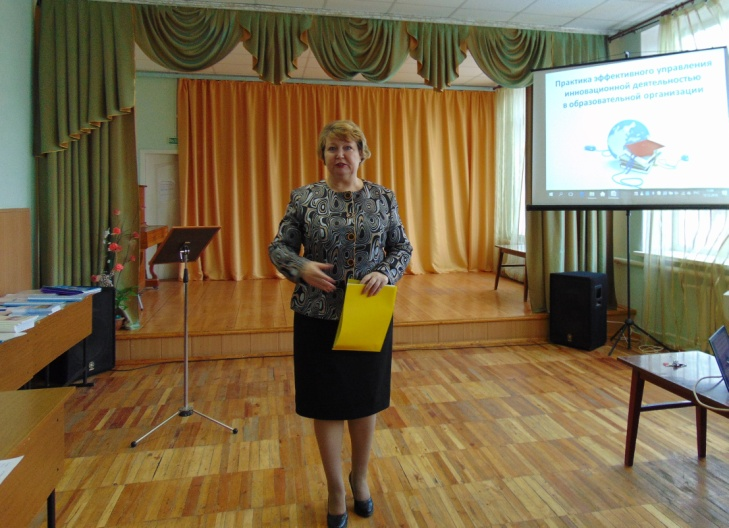 Практика эффективного управления
инновационной деятельностью
в образовательной организации